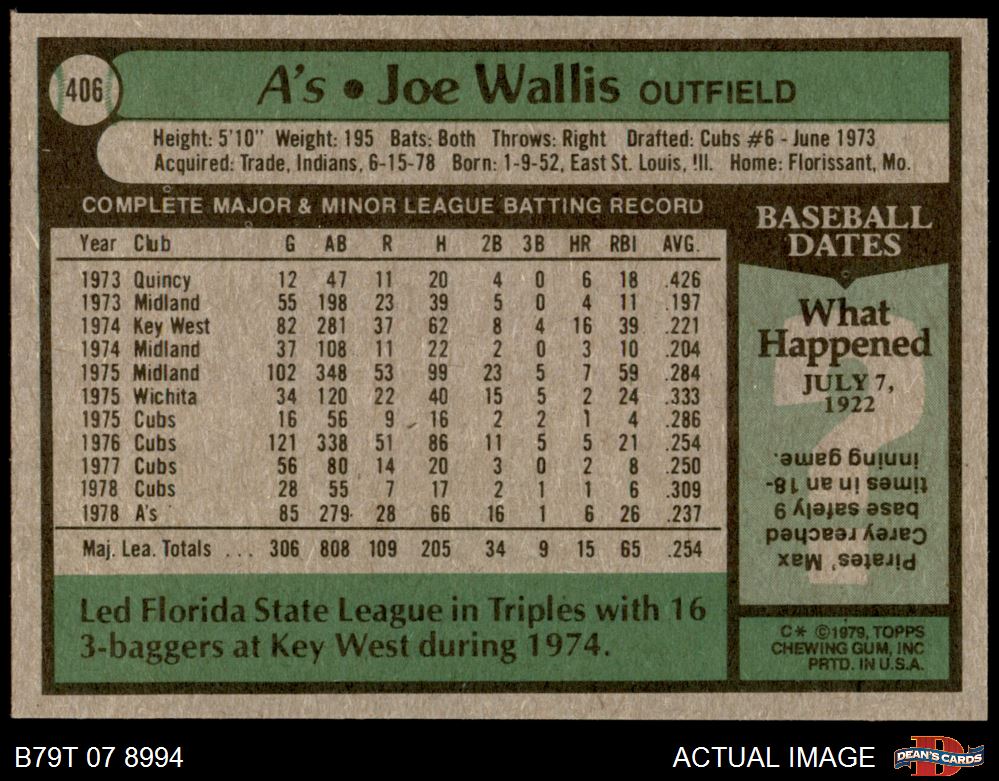 406
A's • Joe Wallis OUTFIELD
Height: 5'10" Weight: 195 Bats: Both Throws: Right Drafted: Cubs #6 - June 1973
Acquired: Trade, Indians, 6-15-78 Born: 1-9-52, East St. Louis, Ill. Home: Florissant, Mo.
COMPLETE MAJOR & MINOR LEAGUE BATTING RECORD
Year Club G AB R H 2B 3B HR RBI AVG.
1973 Quincy 12 47 11 20 4 0 6 18 .426
1973 Midland 55 198 23 39 5 0 4 11 .197
1974 Key West 82 281 37 62 8 4 16 39 .221
1974 Midland 37 108 11 22 2 0 3 10 .204
1975 Midland 102 348 53 99 23 5 7 59 .284
1975 Wichita 34 120 22 40 15 5 2 24 .333
1975 Cubs 16 56 9 16 2 2 1 4 .286
1976 Cubs 121 338 51 86 11 5 5 21 .254
1977 Cubs 56 80 14 20 3 0 2 8 .250
1978 Cubs 28 55 7 17 2 1 1 6 .309
1978 A's 85 279 28 66 16 1 6 26 .237
Maj. Lea. Totals ... 306 808 109 205 34 9 15 65 .254
Led Florida State League in Triples with 16
3-baggers at Key West during 1974.
BASEBALL
DATES
What
Happened
JULY 7,
1922
?
Pirates' Max
Carey reached
base safely 9
times in an 18-
inning game.
C* ©1979, TOPPS
CHEWING GUM, INC
PRTD. IN U.S.A.
B79T 07 8994
ACTUAL IMAGE
D
DEAN'S CARDS